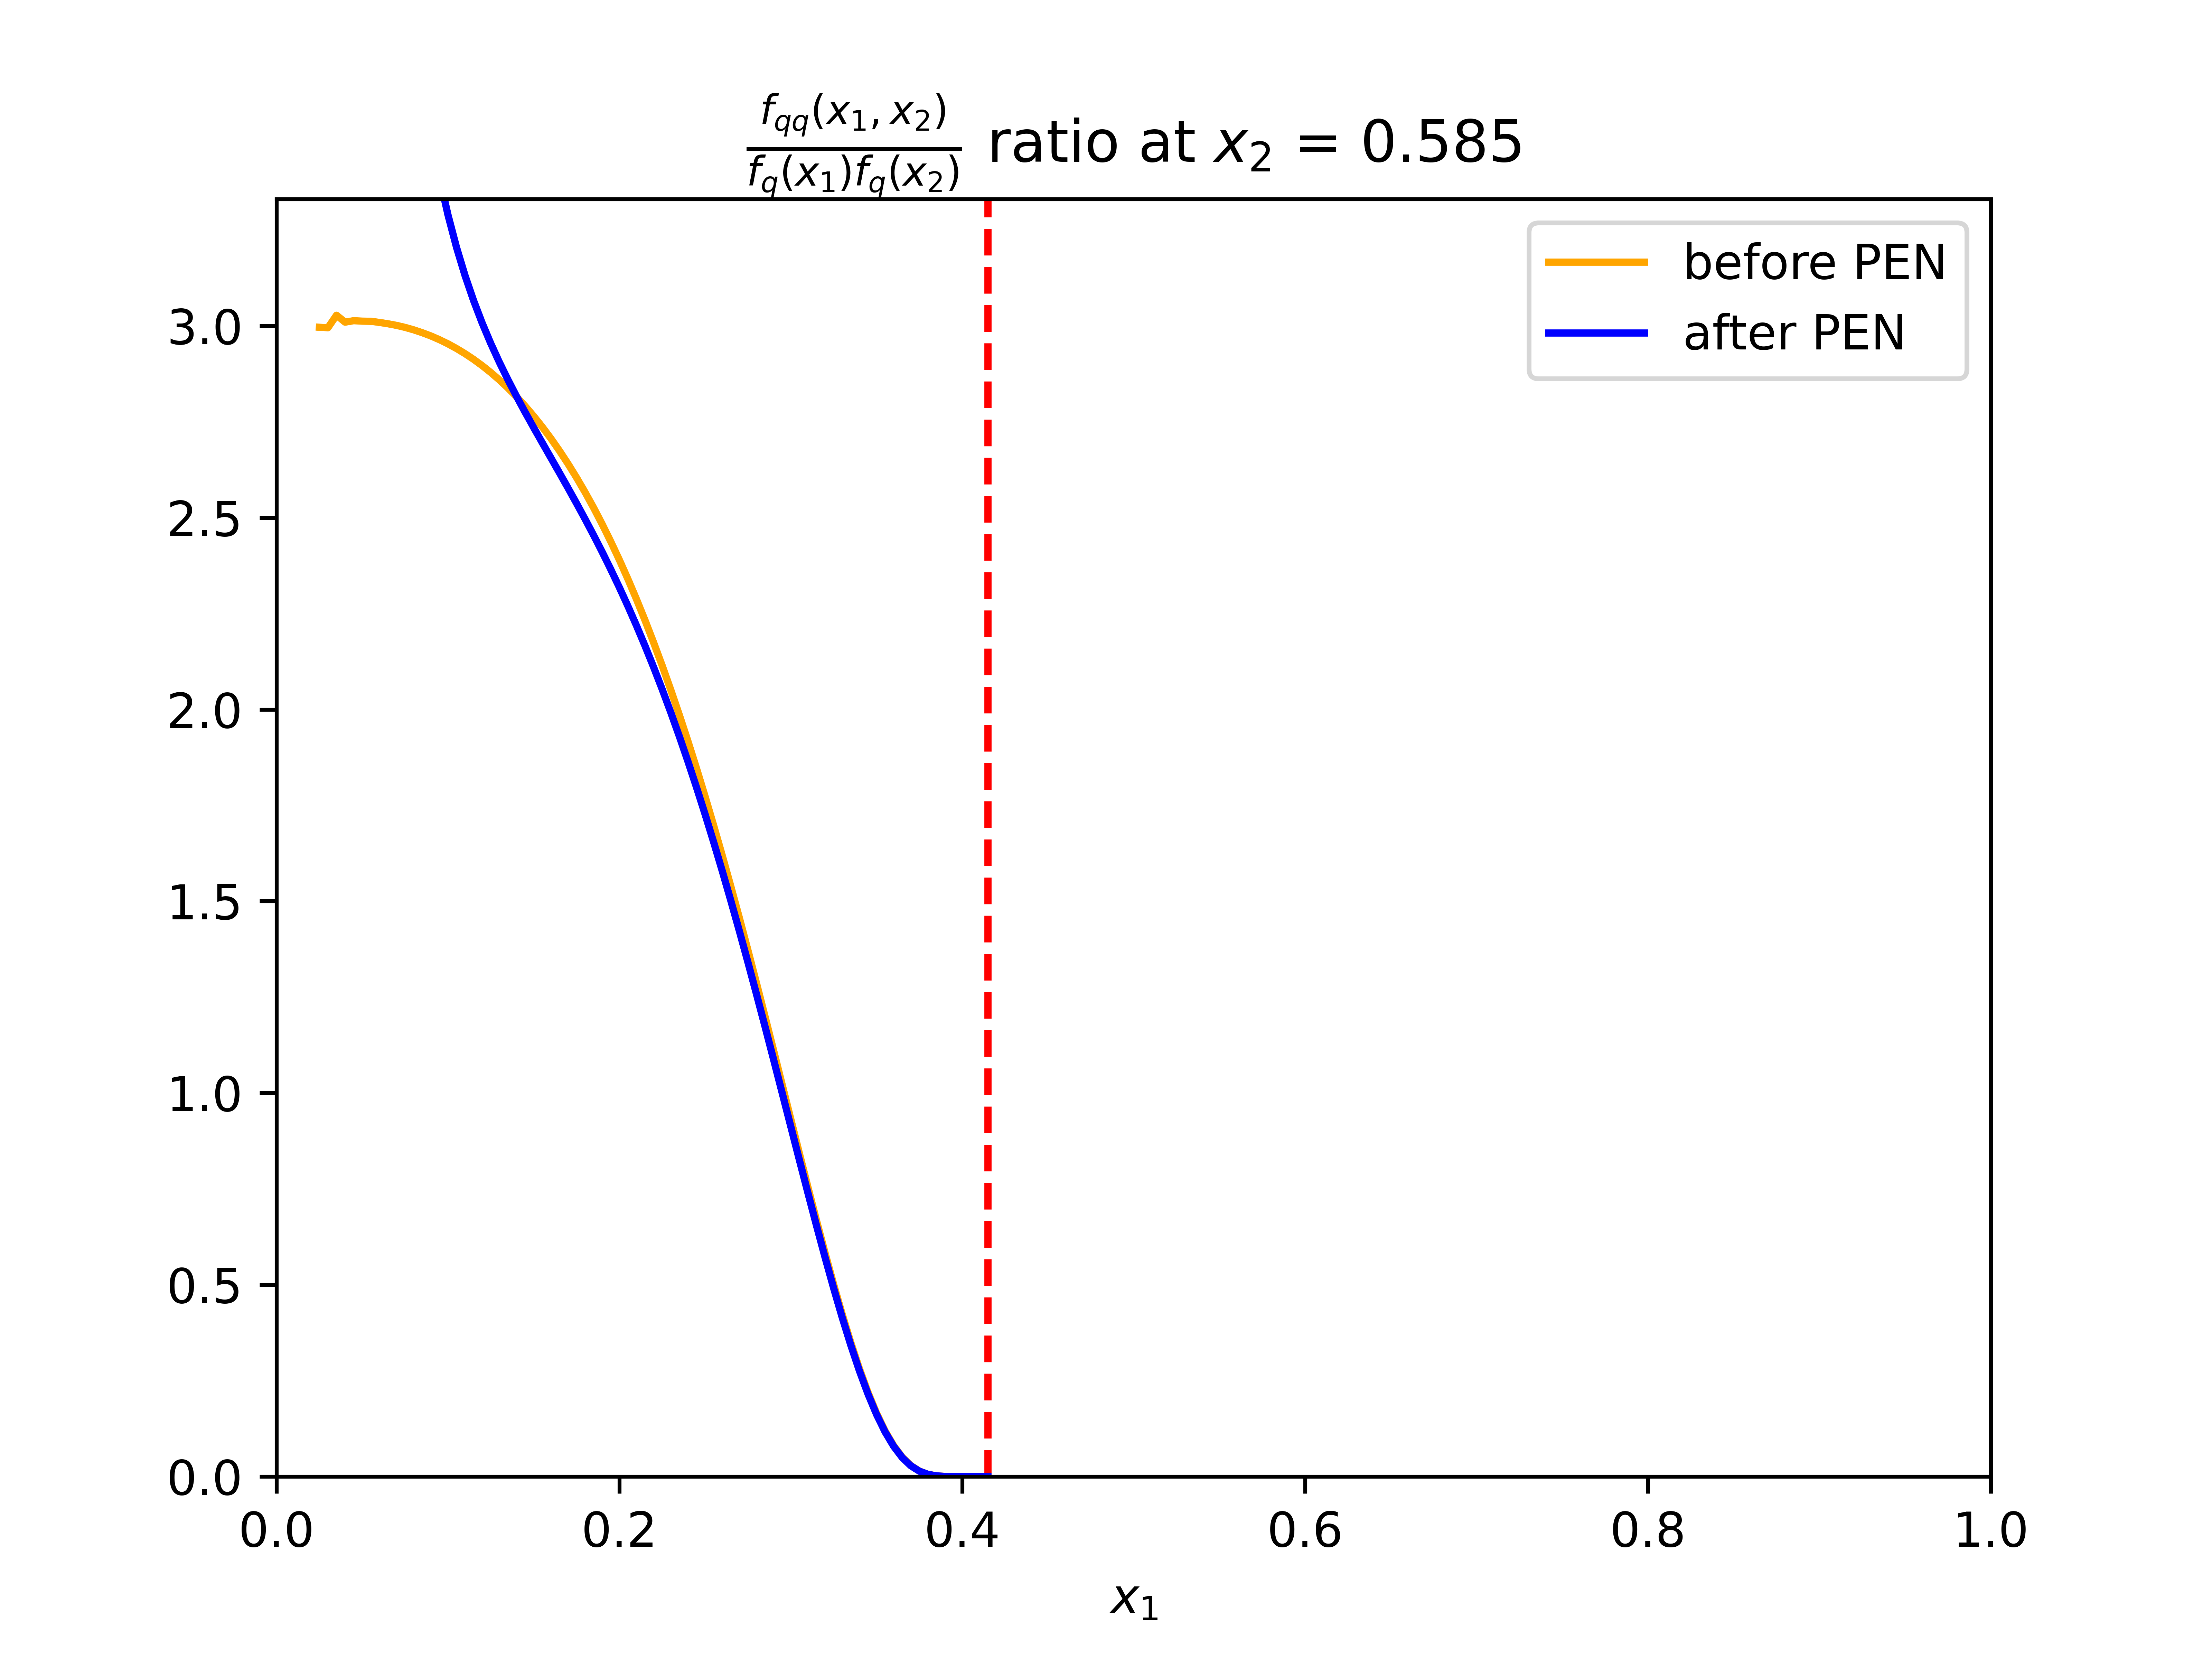 f_qq(x_1, x_2)
f_q(x_1)f_q(x_2) ratio at x_2 = 0.585
before PEN
after PEN
3.0
2.5
2.0
1.5
1.0
0.5
0.0
0.0 0.2 0.4 0.6 0.8 1.0
x_1